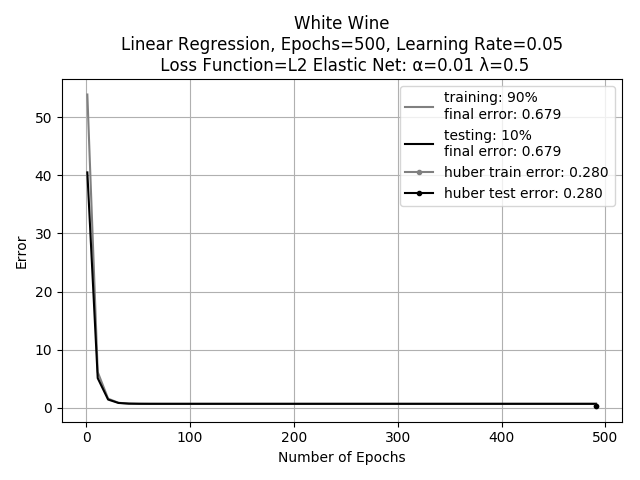 White Wine
Linear Regression, Epochs=500, Learning Rate=0.05
Loss Function=L2 Elastic Net: α=0.01 λ=0.5
training: 90%
final error: 0.679
testing: 10%
final error: 0.679
huber train error: 0.280
huber test error: 0.280
Error
50
40
30
20
10
0
0 100 200 300 400 500
Number of Epochs